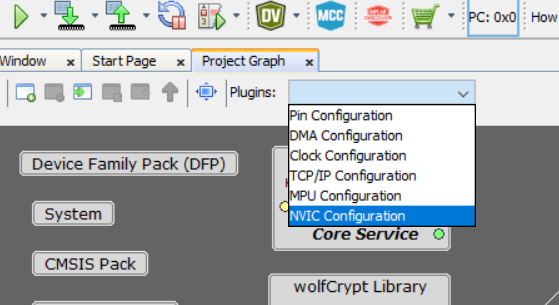 DV
MCC
PC: 0x0
How
Window x
Start Page x
Project Graph x
Plugins:
Pin Configuration
DMA Configuration
Clock Configuration
TCP/IP Configuration
MPU Configuration
NVIC Configuration
Device Family Pack (DFP)
System
Core Service
CMSIS Pack
wolfCrypt Library